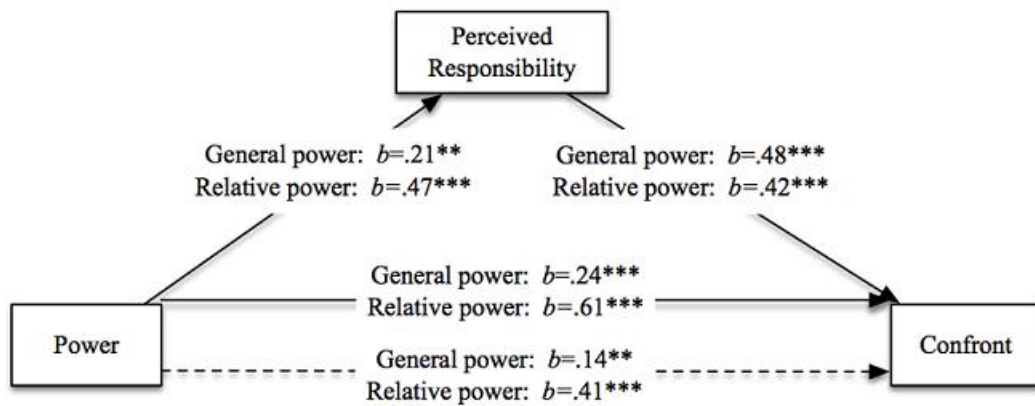 Perceived
Responsibility
General power: b=.21**
Relative power: b=.47***
General power: b=.48***
Relative power: b=.42***
General power: b=.24***
Relative power: b=.61***
Power
General power: b=.14**
Relative power: b=.41***
Confront